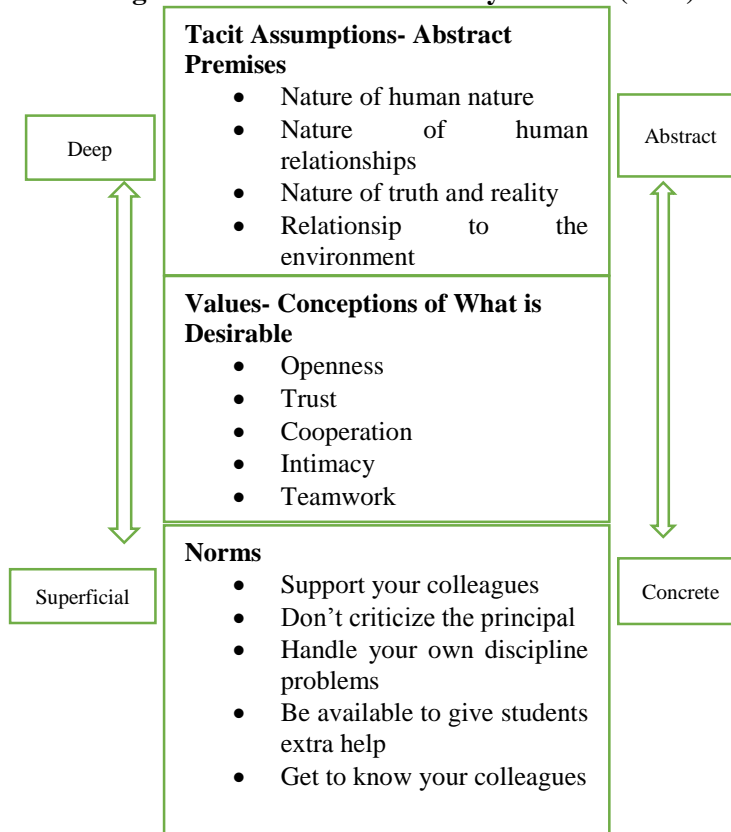 Tacit Assumptions- Abstract
Premises
• Nature of human nature
• Nature of human
relationships
• Nature of truth and reality
• Relationsip to the
environment
Deep
Abstract
Values- Conceptions of What is
Desirable
• Openness
• Trust
• Cooperation
• Intimacy
• Teamwork
Norms
• Support your colleagues
• Don’t criticize the principal
• Handle your own discipline
problems
• Be available to give students
extra help
• Get to know your colleagues
Superficial
Concrete